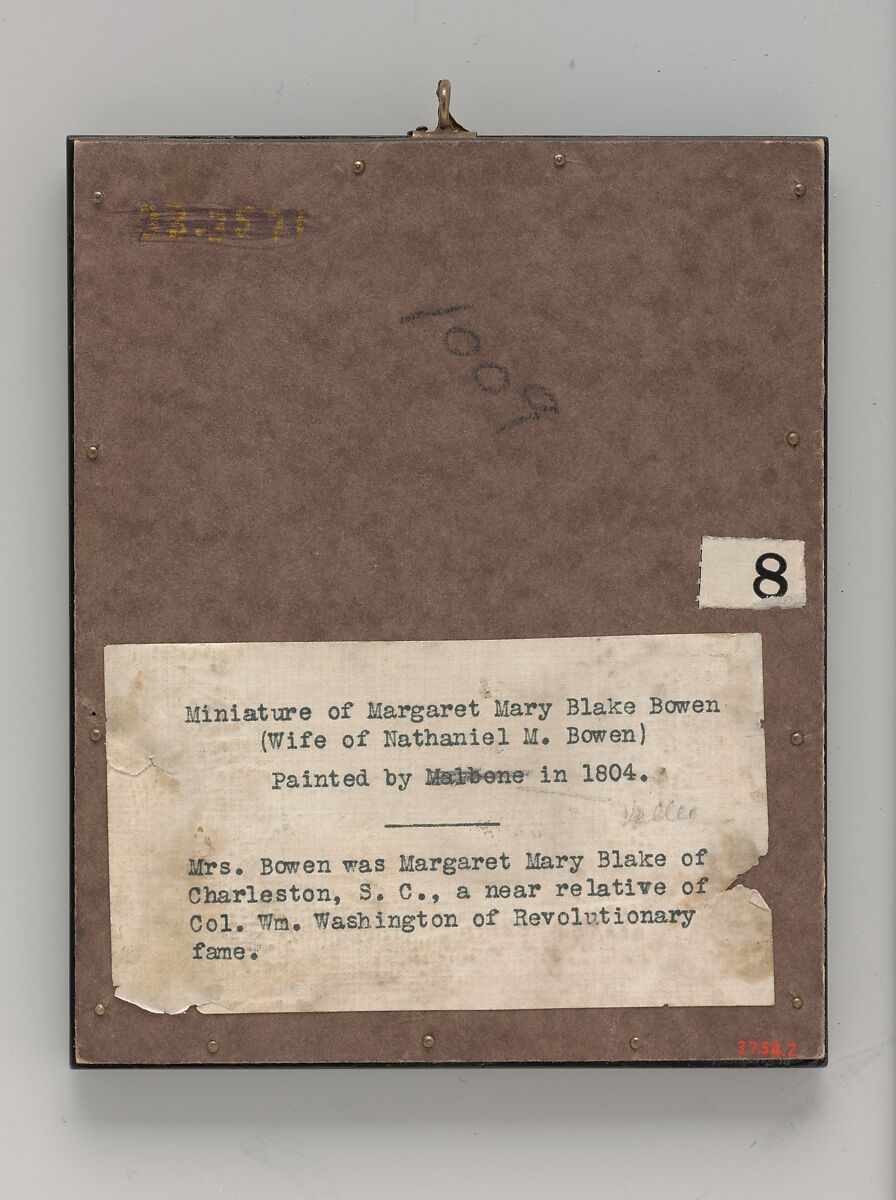 1009
8
Miniature of Margaret Mary Blake Bowen
(Wife of Nathaniel M. Bowen)
Painted by Malbone in 1804.
Vallee
Mrs. Bowen was Margaret Mary Blake of
Charleston, S. C., a near relative of
Col. Wm. Washington of Revolutionary
fame.